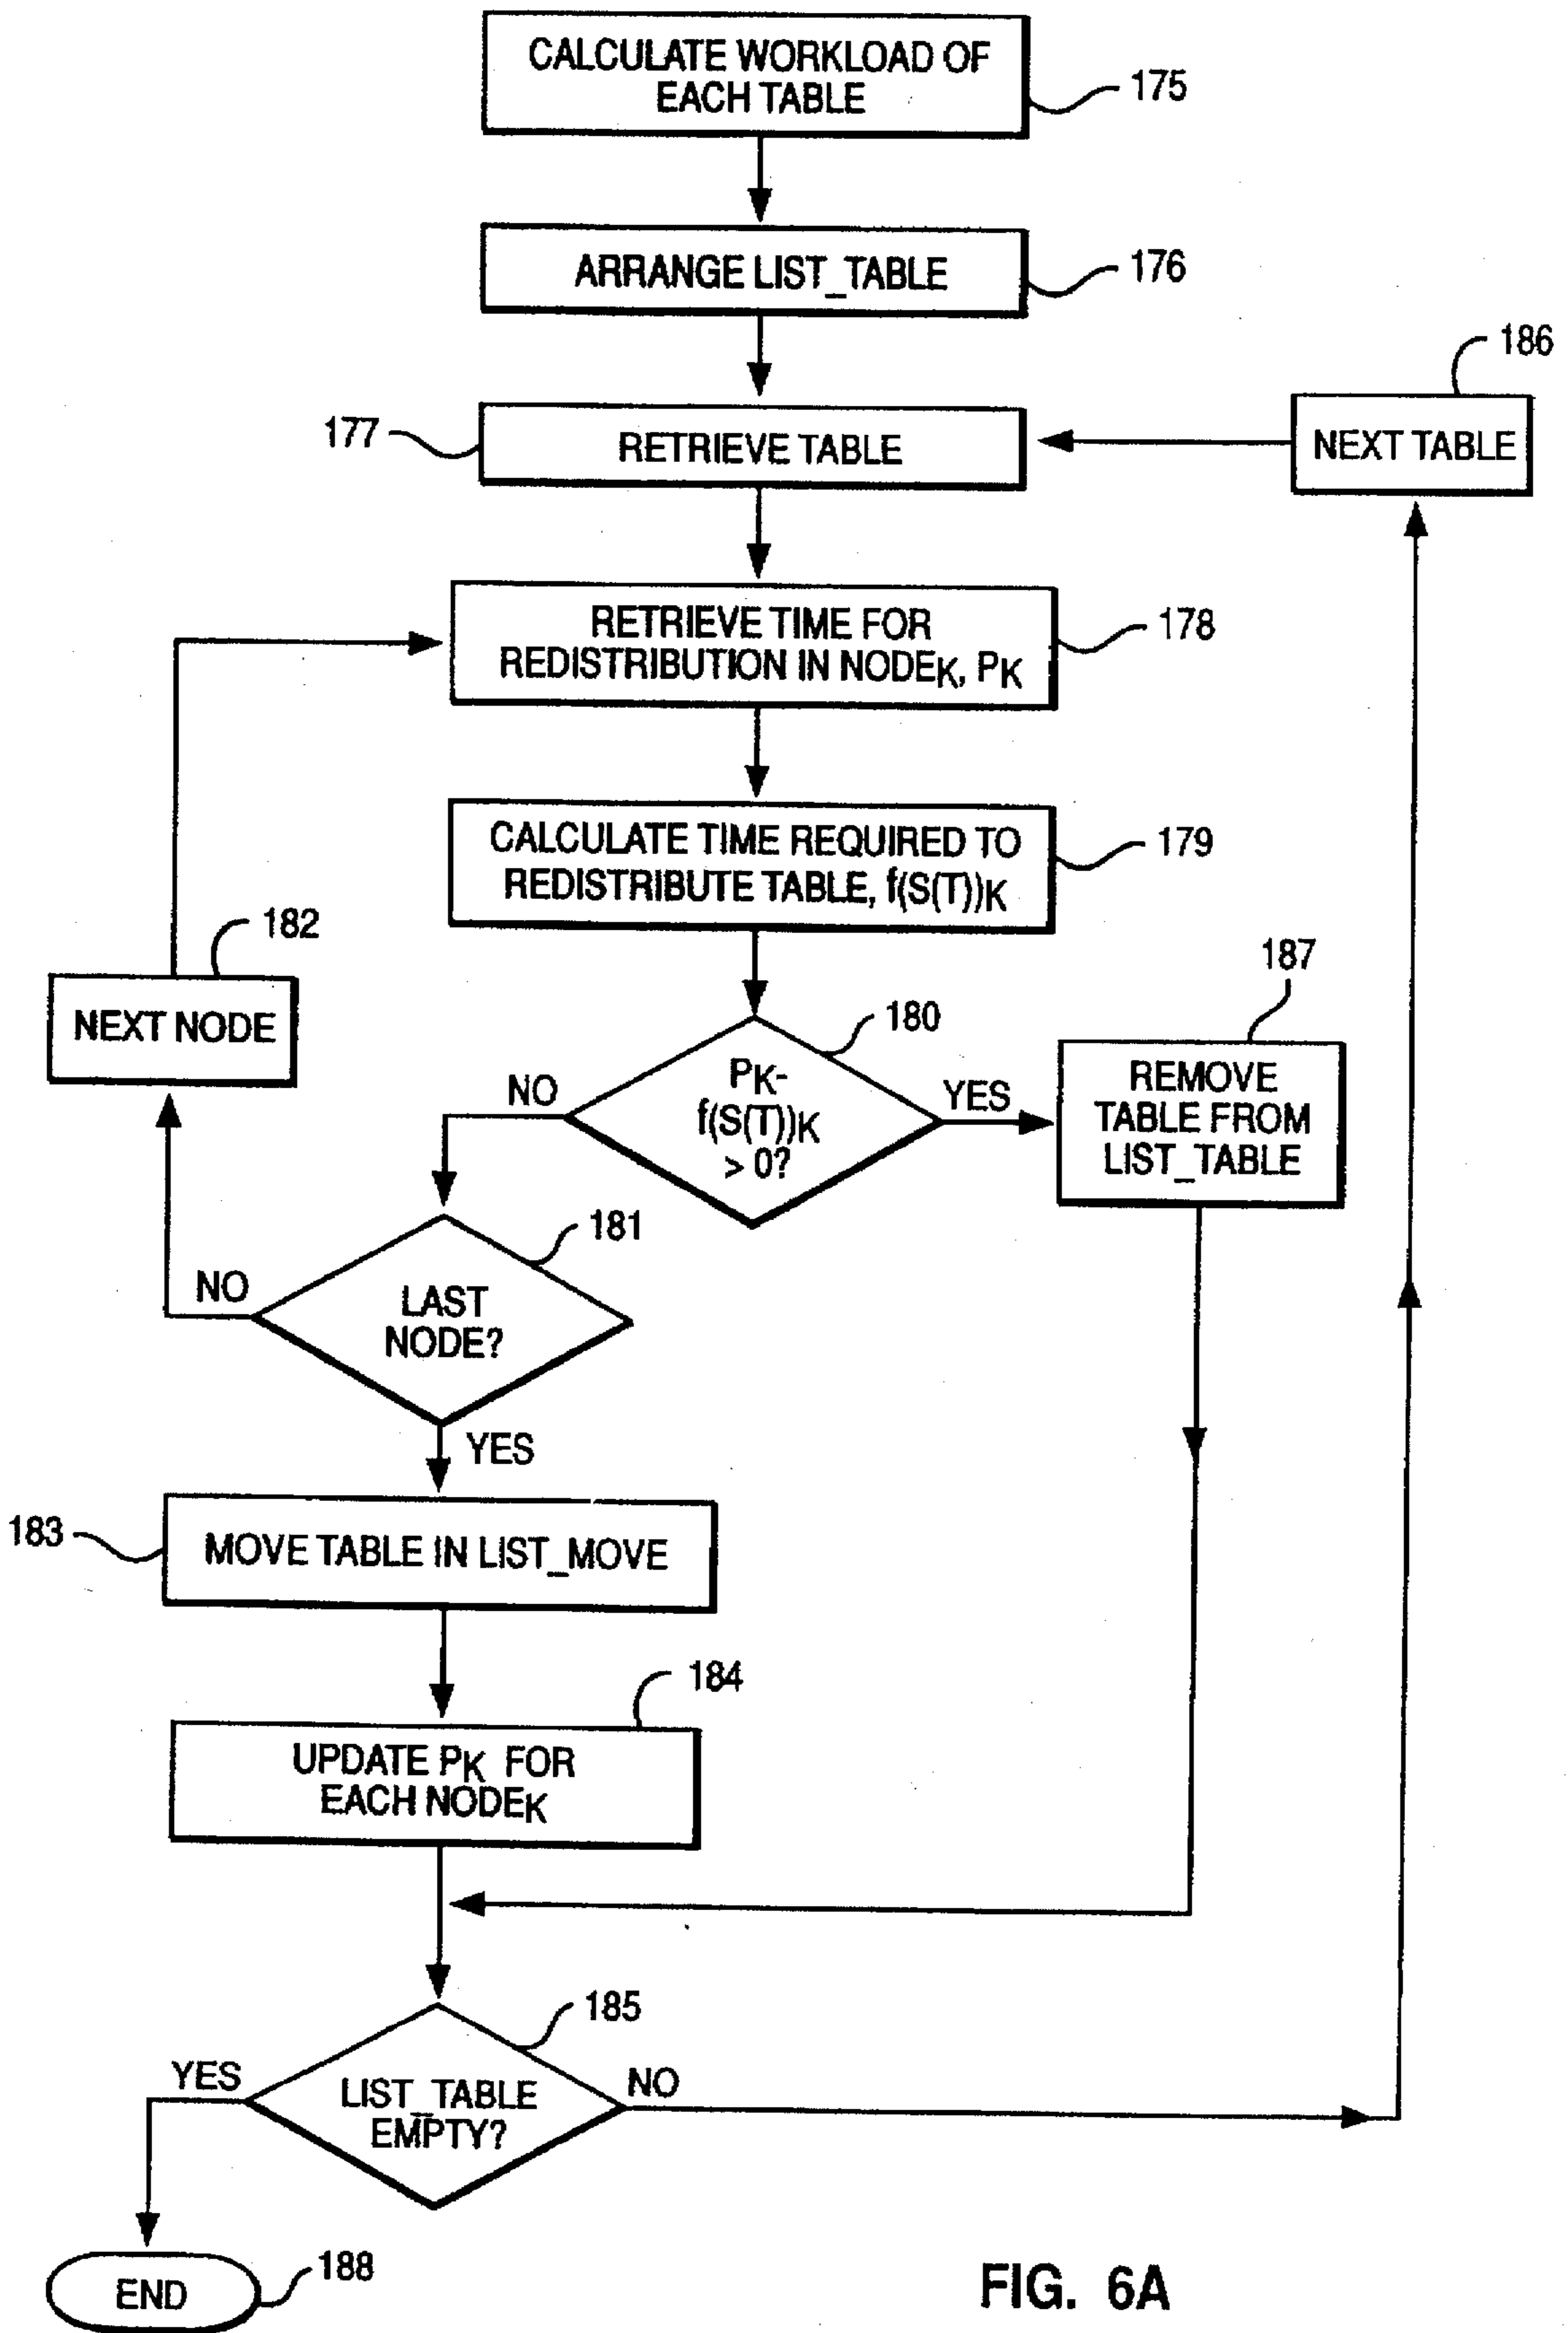 CALCULATE WORKLOAD OF
EACH TABLE
175
ARRANGE LIST_TABLE
176
186
177
RETRIEVE TABLE
NEXT TABLE
RETRIEVE TIME FOR
REDISTRIBUTION IN NODEK, PK
178
CALCULATE TIME REQUIRED TO
REDISTRIBUTE TABLE, f(S(T))K
179
182
NEXT NODE
187
180
PK-
f(S(T))K
> 0?
NO
YES
REMOVE
TABLE FROM
LIST_TABLE
181
LAST
NODE?
NO
YES
183
MOVE TABLE IN LIST_MOVE
184
UPDATE PK FOR
EACH NODEK
185
LIST_TABLE
EMPTY?
YES
NO
END
188
FIG. 6A